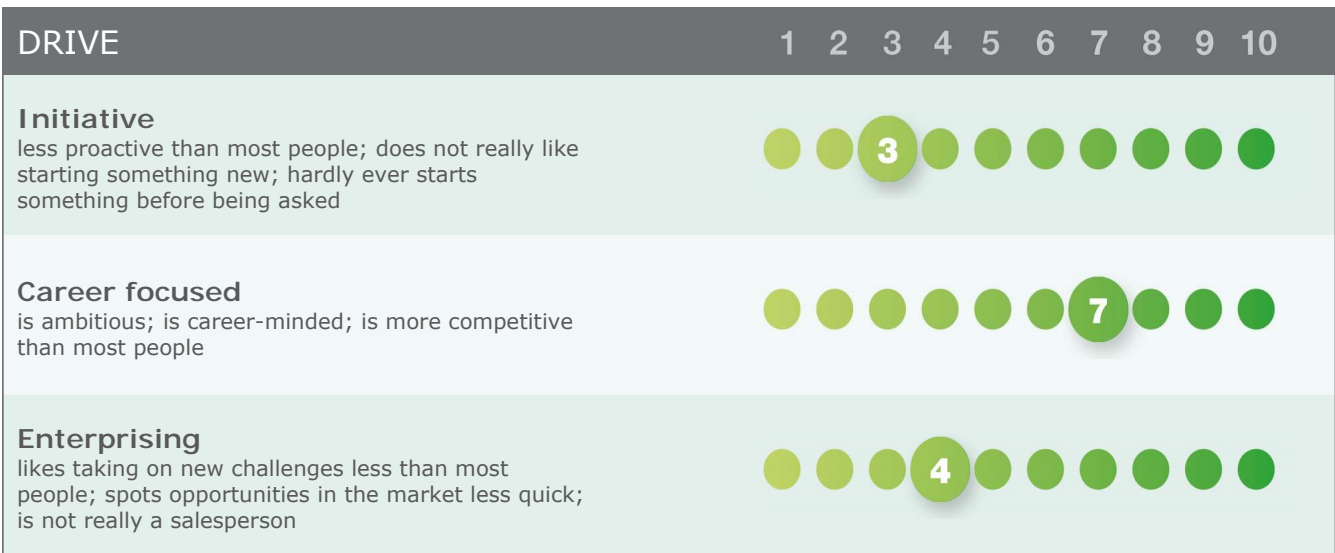 DRIVE 1 2 3 4 5 6 7 8 9 10
Initiative
less proactive than most people; does not really like
starting something new; hardly ever starts
something before being asked
3
Career focused
is ambitious; is career-minded; is more competitive
than most people
7
Enterprising
likes taking on new challenges less than most
people; spots opportunities in the market less quick;
is not really a salesperson
4